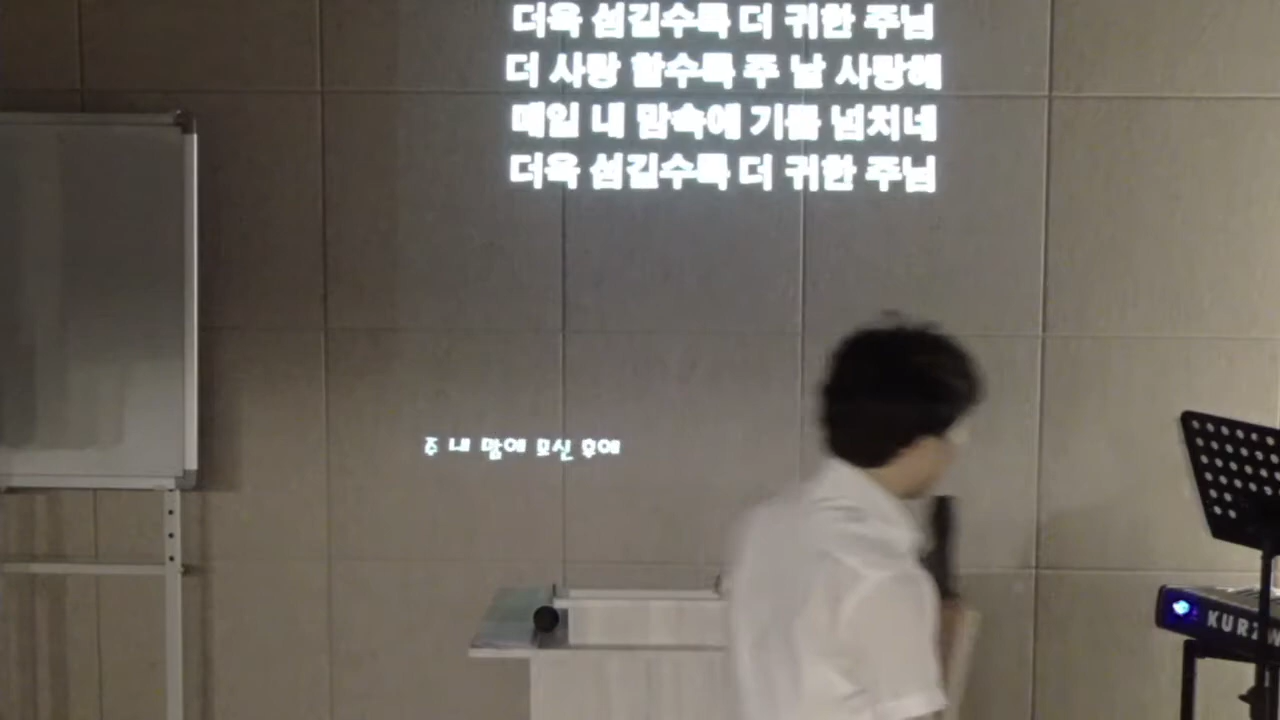 더욱 섬길수록 더 귀한 주님
더 사랑 할수록 주 날 사랑해
매일 내 맘속에 기쁨 넘치네
더욱 섬길수록 더 귀한 주님
주 내 맘에 모신 후에
KURZW